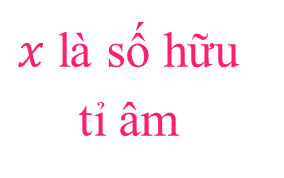 x là số hữu
tỉ âm